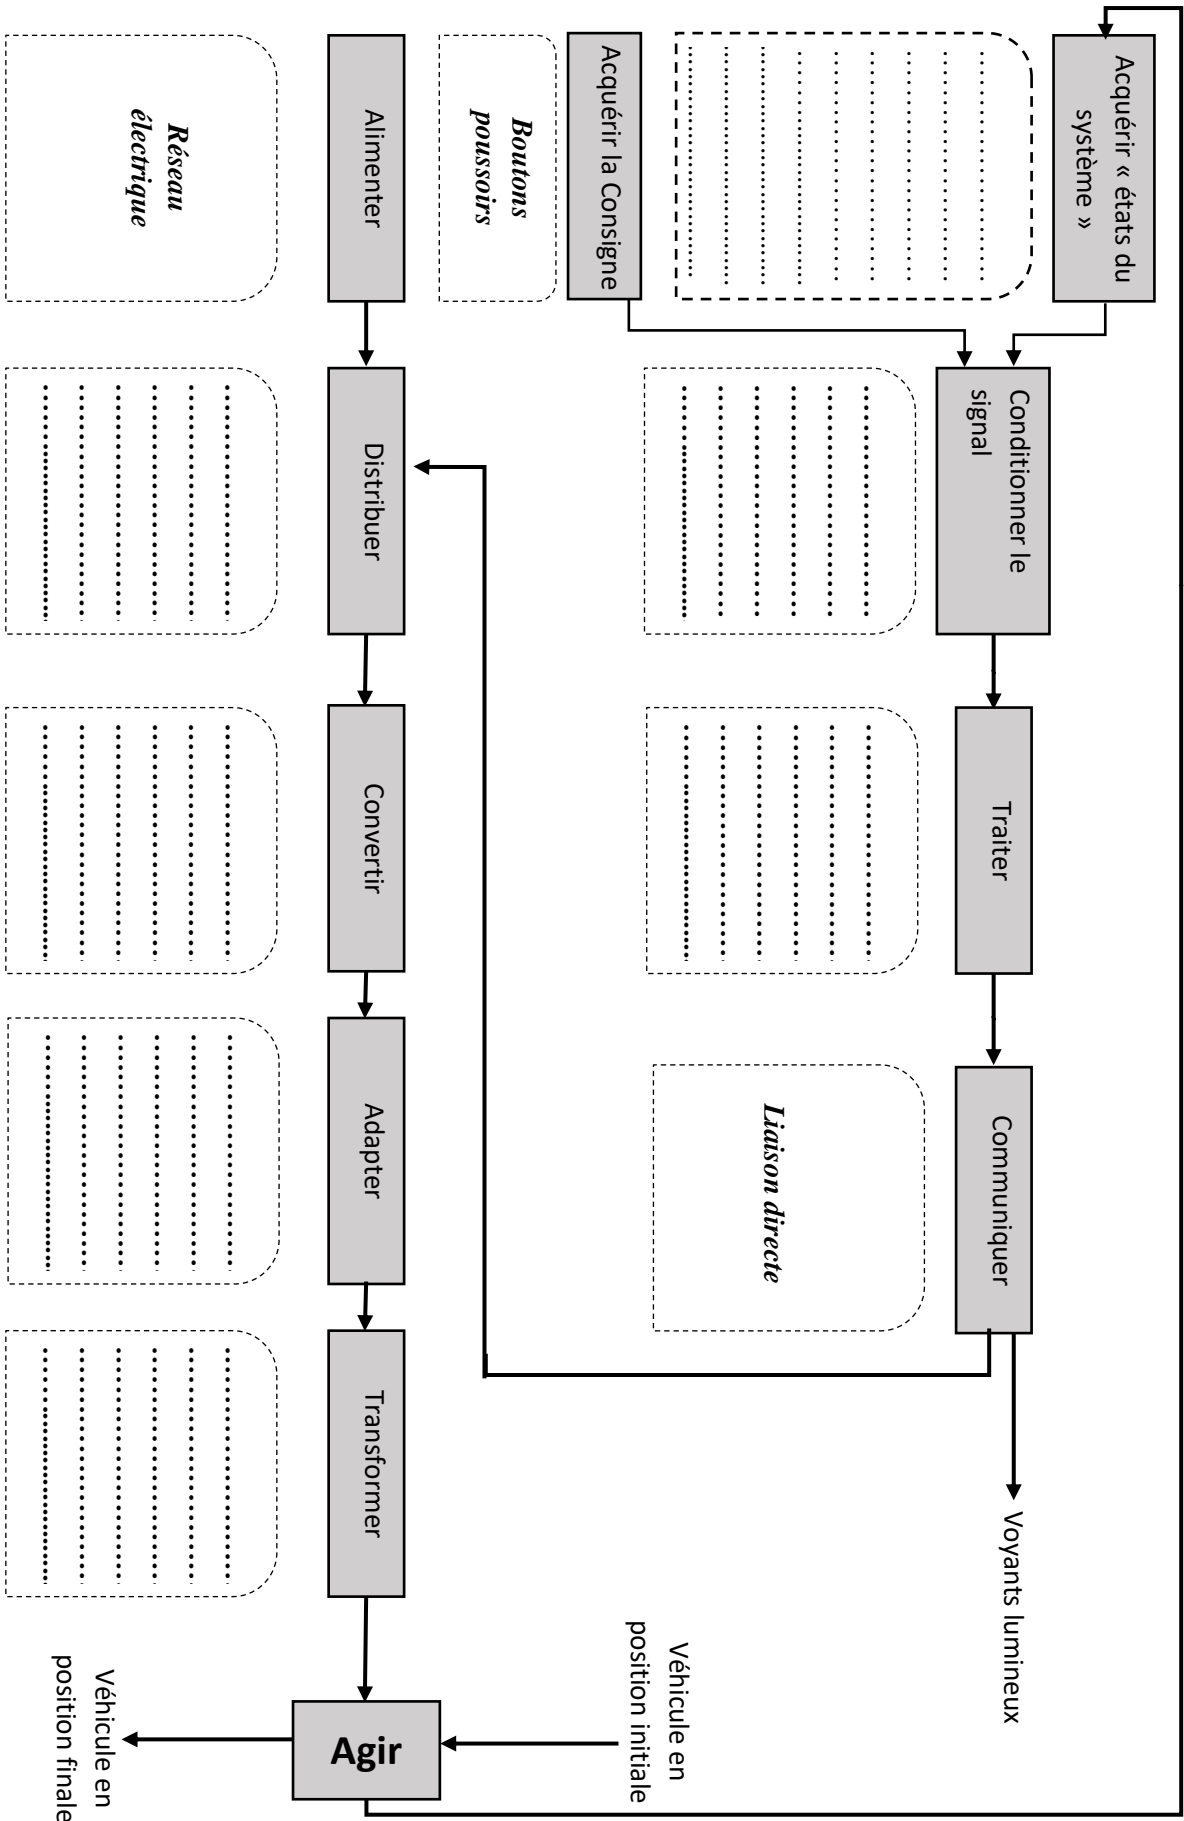 Acquérir « états du
système »
Acquérir la Consigne
Boutons
poussoirs
Conditionner le
signal
Traiter
Communiquer
Liaison directe
Voyants lumineux
Alimenter
Réseau
électrique
Distribuer
Convertir
Adapter
Transformer
Véhicule en
position initiale
Agir
Véhicule en
position finale